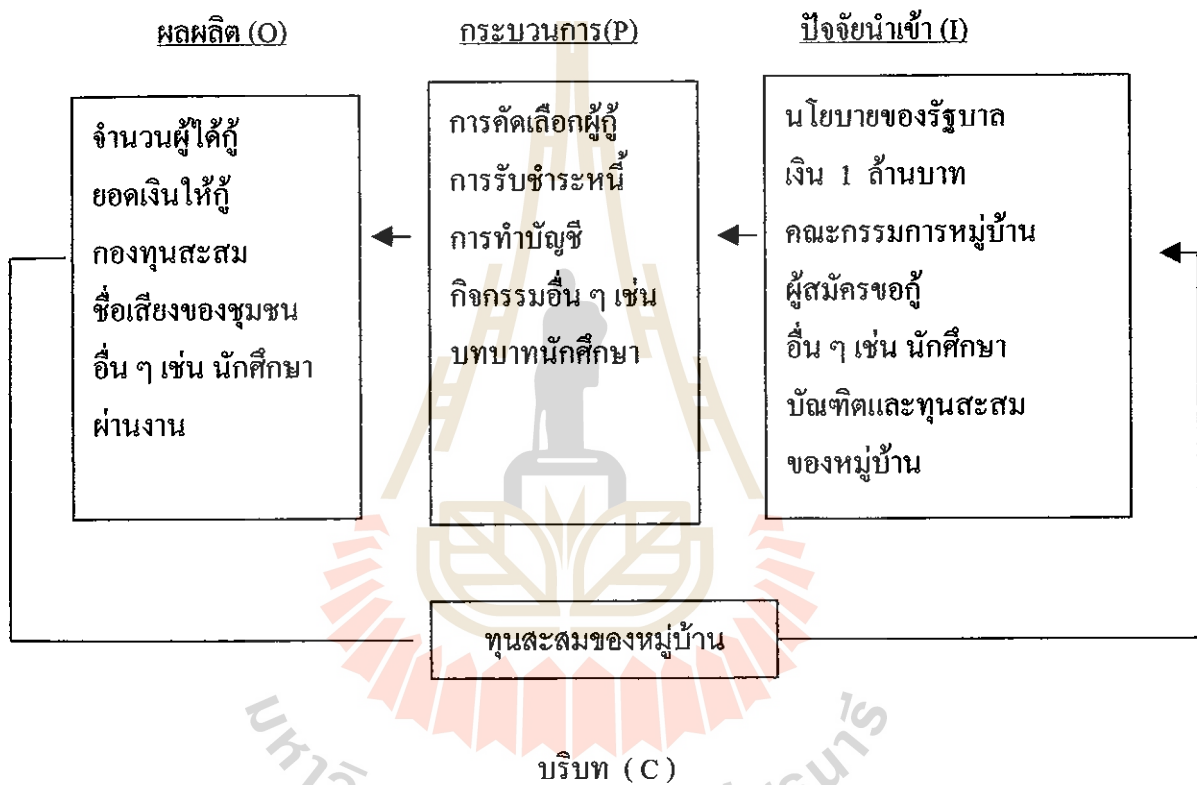 ผลผลิต (O)
กระบวนการ(P)
ปัจจัยนำเข้า (I)
จำนวนผู้ได้กู้
ยอดเงินให้กู้
กองทุนสะสม
ชื่อเสียงของชุมชน
อื่น ๆ เช่น นักศึกษา
ผ่านงาน
การคัดเลือกผู้กู้
การรับชำระหนี้
การทำบัญชี
กิจกรรมอื่น ๆ เช่น
บทบาทนักศึกษา
นโยบายของรัฐบาล
เงิน 1 ล้านบาท
คณะกรรมการหมู่บ้าน
ผู้สมัครขอกู้
อื่น ๆ เช่น นักศึกษา
บัณฑิตและทุนสะสม
ของหมู่บ้าน
ทุนสะสมของหมู่บ้าน
บริบท ( C )